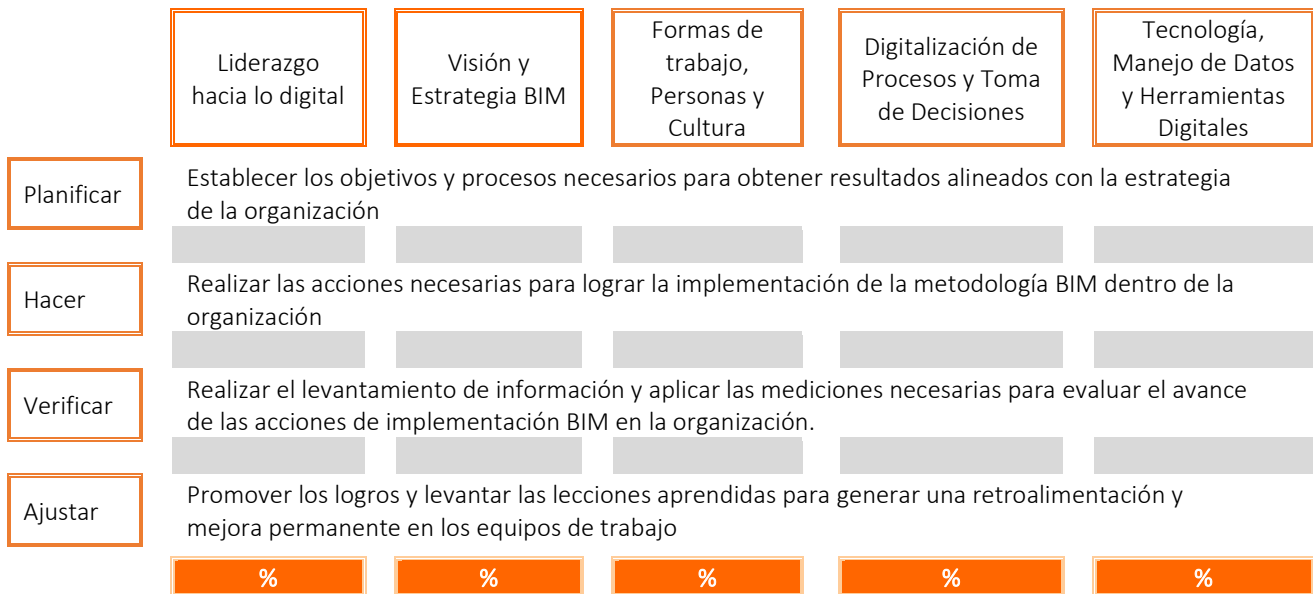 Liderazgo
hacia lo digital
Visión y
Estrategia BIM
Formas de
trabajo,
Personas y
Cultura
Digitalización de
Procesos y Toma
de Decisiones
Tecnología,
Manejo de Datos
y Herramientas
Digitales
Planificar
Establecer los objetivos y procesos necesarios para obtener resultados alineados con la estrategia
de la organización
Hacer
Realizar las acciones necesarias para lograr la implementación de la metodología BIM dentro de la
organización
Verificar
Realizar el levantamiento de información y aplicar las mediciones necesarias para evaluar el avance
de las acciones de implementación BIM en la organización.
Ajustar
Promover los logros y levantar las lecciones aprendidas para generar una retroalimentación y
mejora permanente en los equipos de trabajo
% % % % %